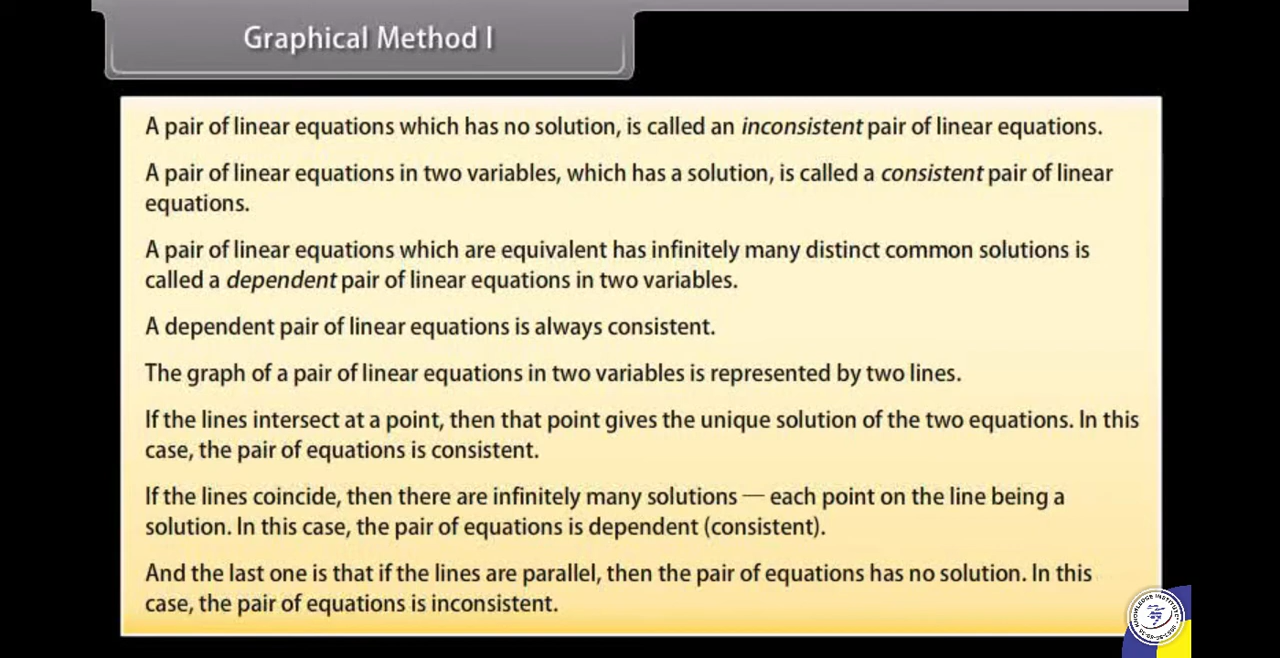 Graphical Method I
A pair of linear equations which has no solution, is called an inconsistent pair of linear equations.
A pair of linear equations in two variables, which has a solution, is called a consistent pair of linear
equations.
A pair of linear equations which are equivalent has infinitely many distinct common solutions is
called a dependent pair of linear equations in two variables.
A dependent pair of linear equations is always consistent.
The graph of a pair of linear equations in two variables is represented by two lines.
If the lines intersect at a point, then that point gives the unique solution of the two equations. In this
case, the pair of equations is consistent.
If the lines coincide, then there are infinitely many solutions — each point on the line being a
solution. In this case, the pair of equations is dependent (consistent).
And the last one is that if the lines are parallel, then the pair of equations has no solution. In this
case, the pair of equations is inconsistent.
KNOWLEDGE INSTITUTE